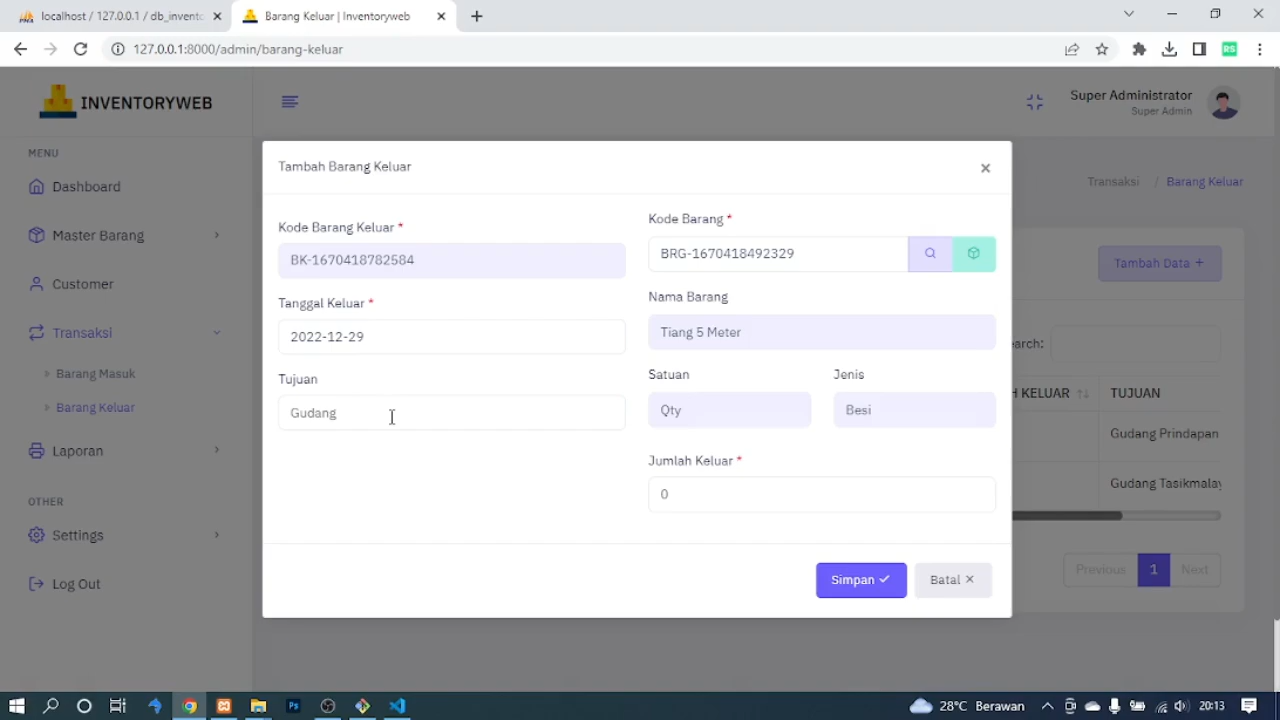 localhost / 127.0.0.1 / db_invento
Barang Keluar | Inventoryweb
127.0.0.1:8000/admin/barang-keluar
RS
INVENTORYWEB
Super Administrator
Super Admin
MENU
Dashboard
Master Barang
Customer
Transaksi
Barang Masuk
Barang Keluar
Laporan
OTHER
Settings
Log Out
Transaksi / Barang Keluar
Tambah Data +
earch:
H KELUAR
TUJUAN
Gudang Prindapan
Gudang Tasikmalay
Previous
1
Next
Tambah Barang Keluar
×
Kode Barang Keluar *
BK-1670418782584
Tanggal Keluar *
2022-12-29
Tujuan
Gudang
Kode Barang *
BRG-1670418492329
Nama Barang
Tiang 5 Meter
Satuan
Jenis
Qty
Besi
Jumlah Keluar *
0
Simpan ✓
Batal ×
Ps
28°C Berawan
20:13